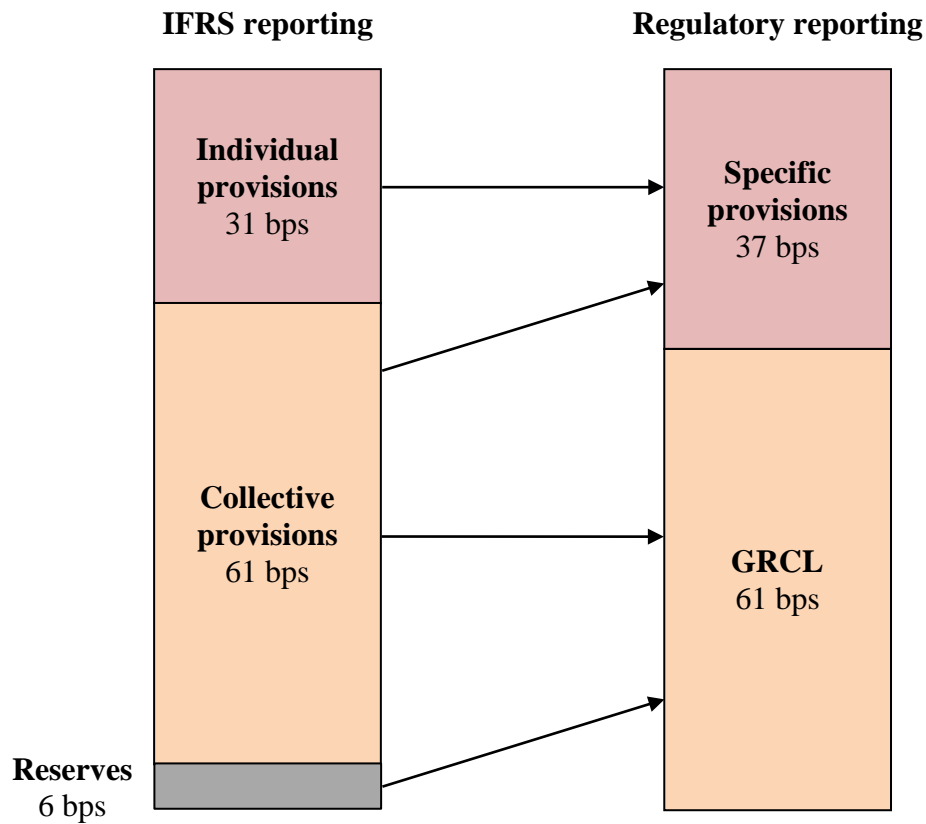 IFRS reporting
Regulatory reporting
Individual
provisions
31 bps
Specific
provisions
37 bps
Collective
provisions
61 bps
GRCL
61 bps
Reserves
6 bps